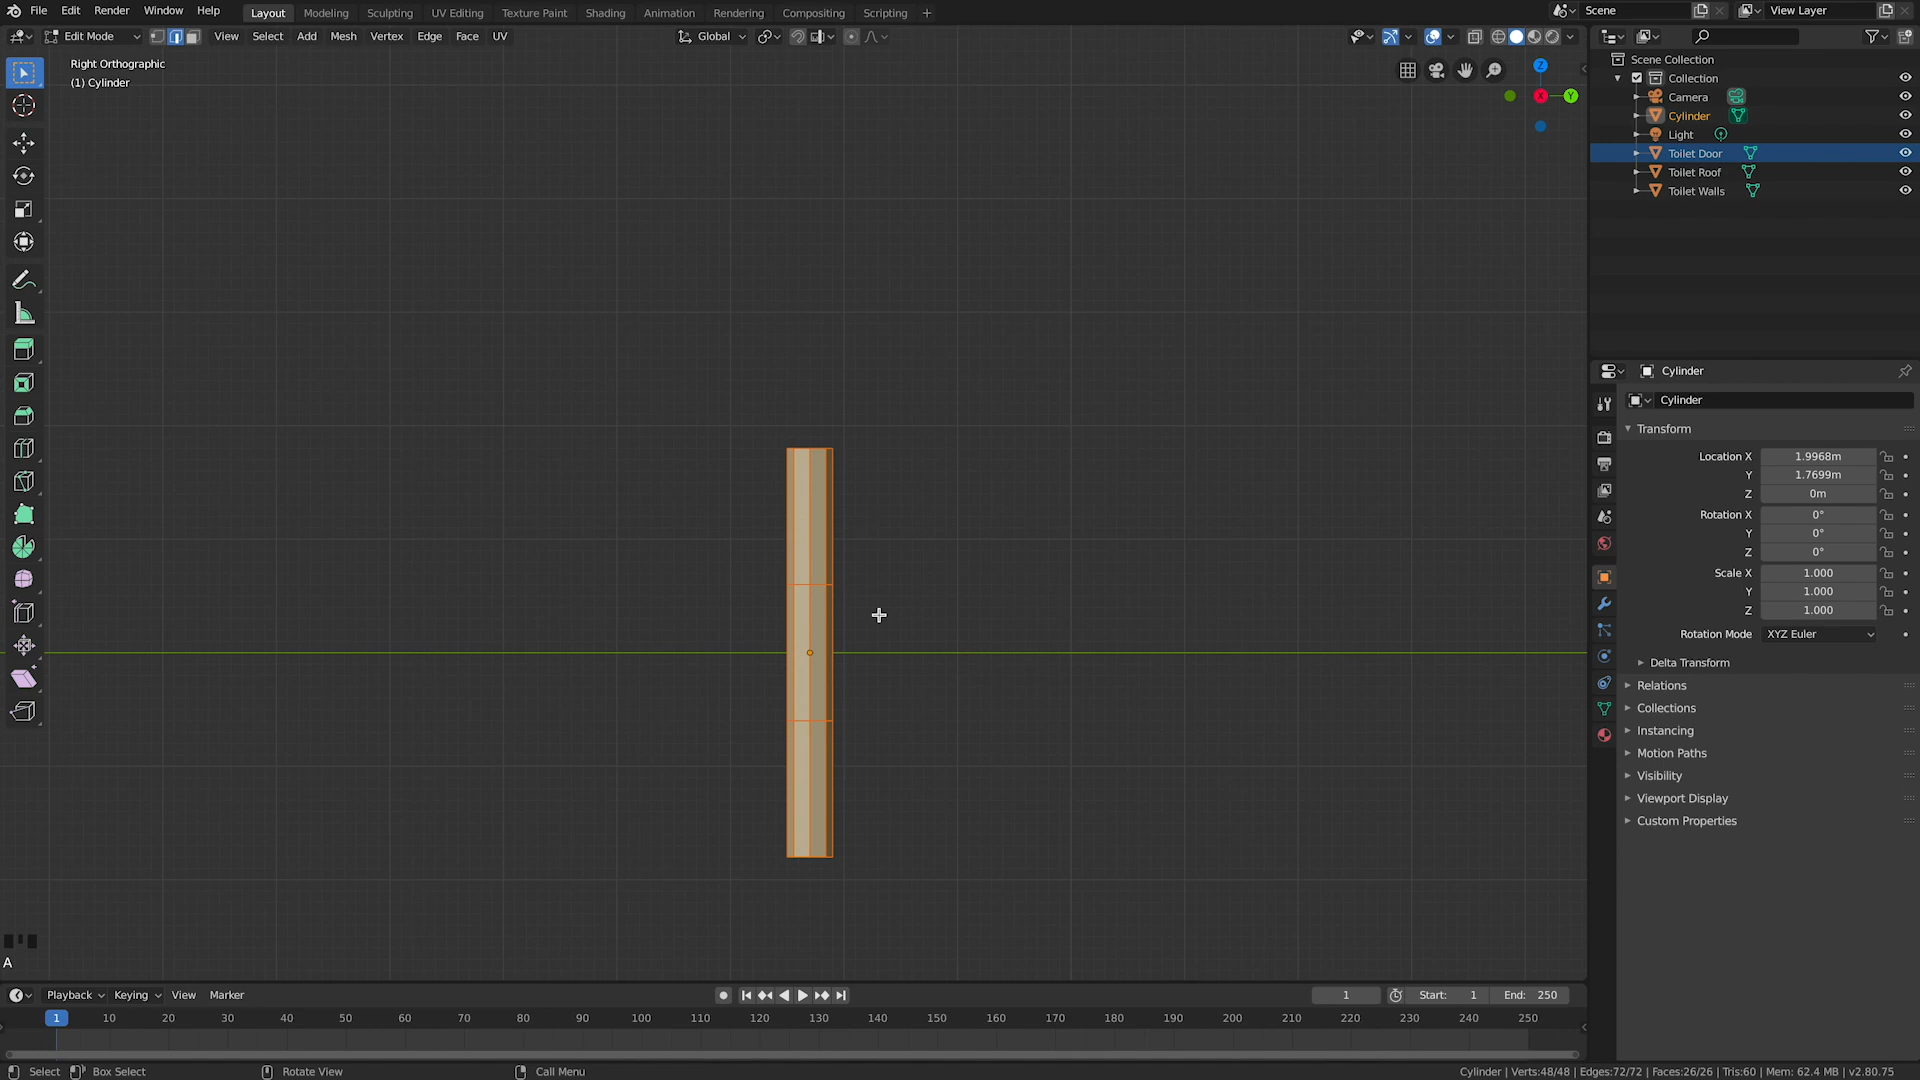 File Edit Render Window Help Layout Modeling Sculpting UV Editing Texture Paint Shading Animation Rendering Compositing Scripting + Scene View Layer
Edit Mode View Select Add Mesh Vertex Edge Face UV Global
Right Orthographic
(1) Cylinder
Z
X
Y
Scene Collection
Collection
Camera
Cylinder
Light
Toilet Door
Toilet Roof
Toilet Walls
Cylinder
Cylinder
Transform
Location X 1.9968m
Y 1.7699m
Z 0m
Rotation X 0°
Y 0°
Z 0°
Scale X 1.000
Y 1.000
Z 1.000
Rotation Mode XYZ Euler
Delta Transform
Relations
Collections
Instancing
Motion Paths
Visibility
Viewport Display
Custom Properties
A
Playback Keying View Marker 1 Start: 1 End: 250
1 10 20 30 40 50 60 70 80 90 100 110 120 130 140 150 160 170 180 190 200 210 220 230 240 250
Select Box Select Rotate View Call Menu Cylinder | Verts:48/48 | Edges:72/72 | Faces:26/26 | Tris:60 | Mem: 62.4 MB | v2.80.75